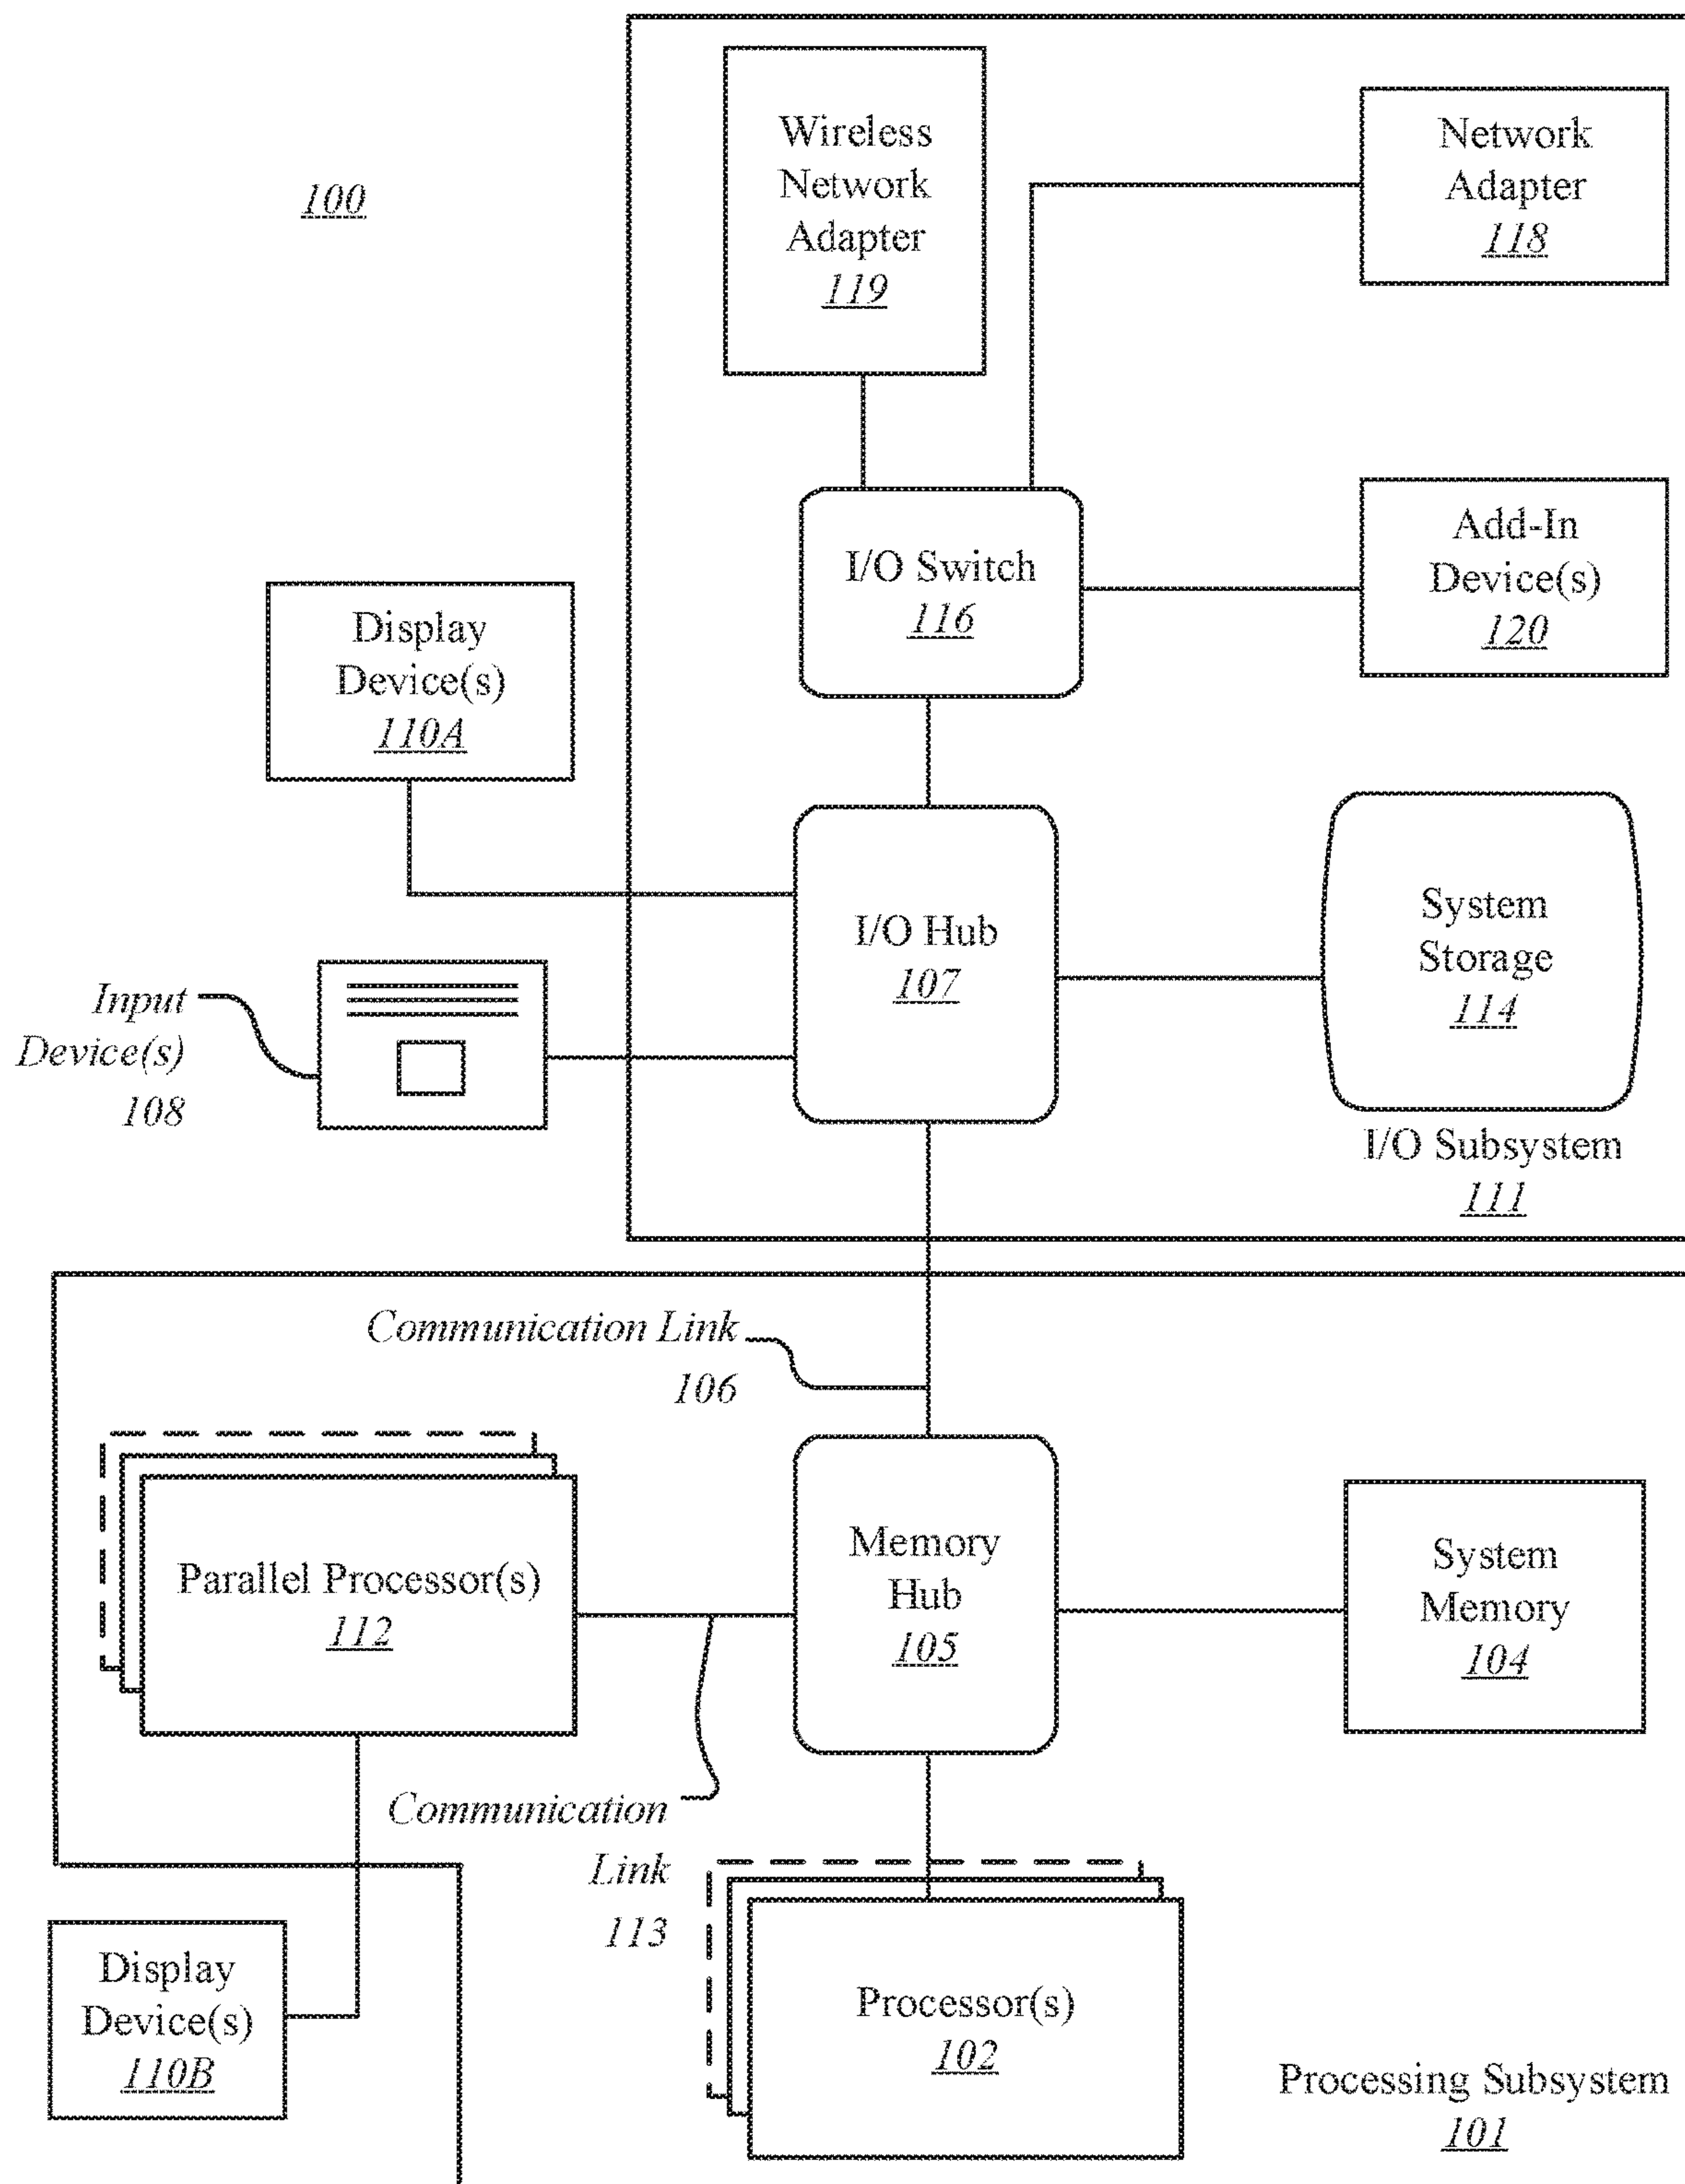 100
Wireless
Network
Adapter
119
Network
Adapter
118
I/O Switch
116
Add-In
Device(s)
120
Display
Device(s)
110A
I/O Hub
107
System
Storage
114
Input
Device(s)
108
I/O Subsystem
111
Communication Link
106
Parallel Processor(s)
112
Memory
Hub
105
System
Memory
104
Communication
Link
113
Display
Device(s)
110B
Processor(s)
102
Processing Subsystem
101